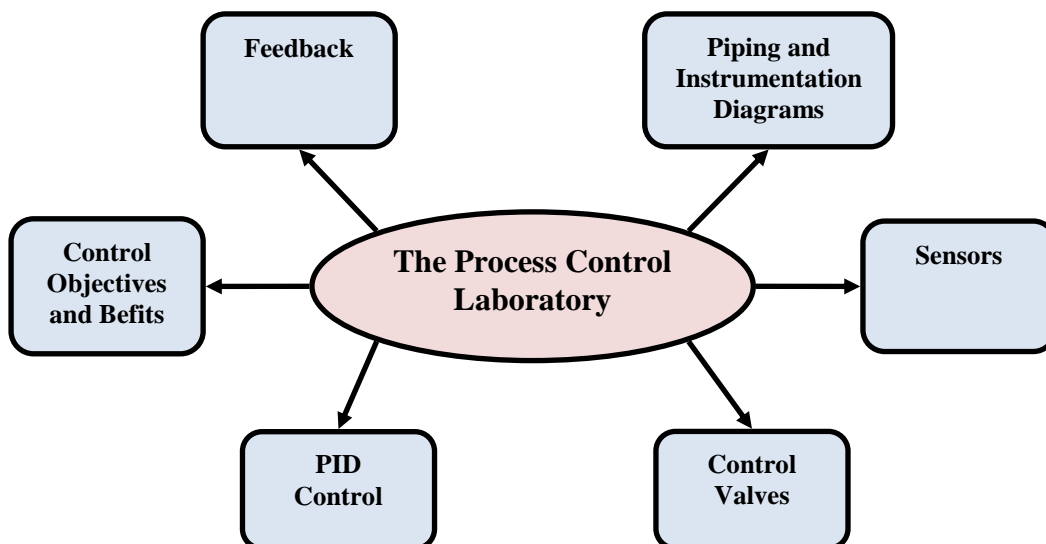 Feedback
Piping and
Instrumentation
Diagrams
Control
Objectives
and Befits
The Process Control
Laboratory
Sensors
PID
Control
Control
Valves